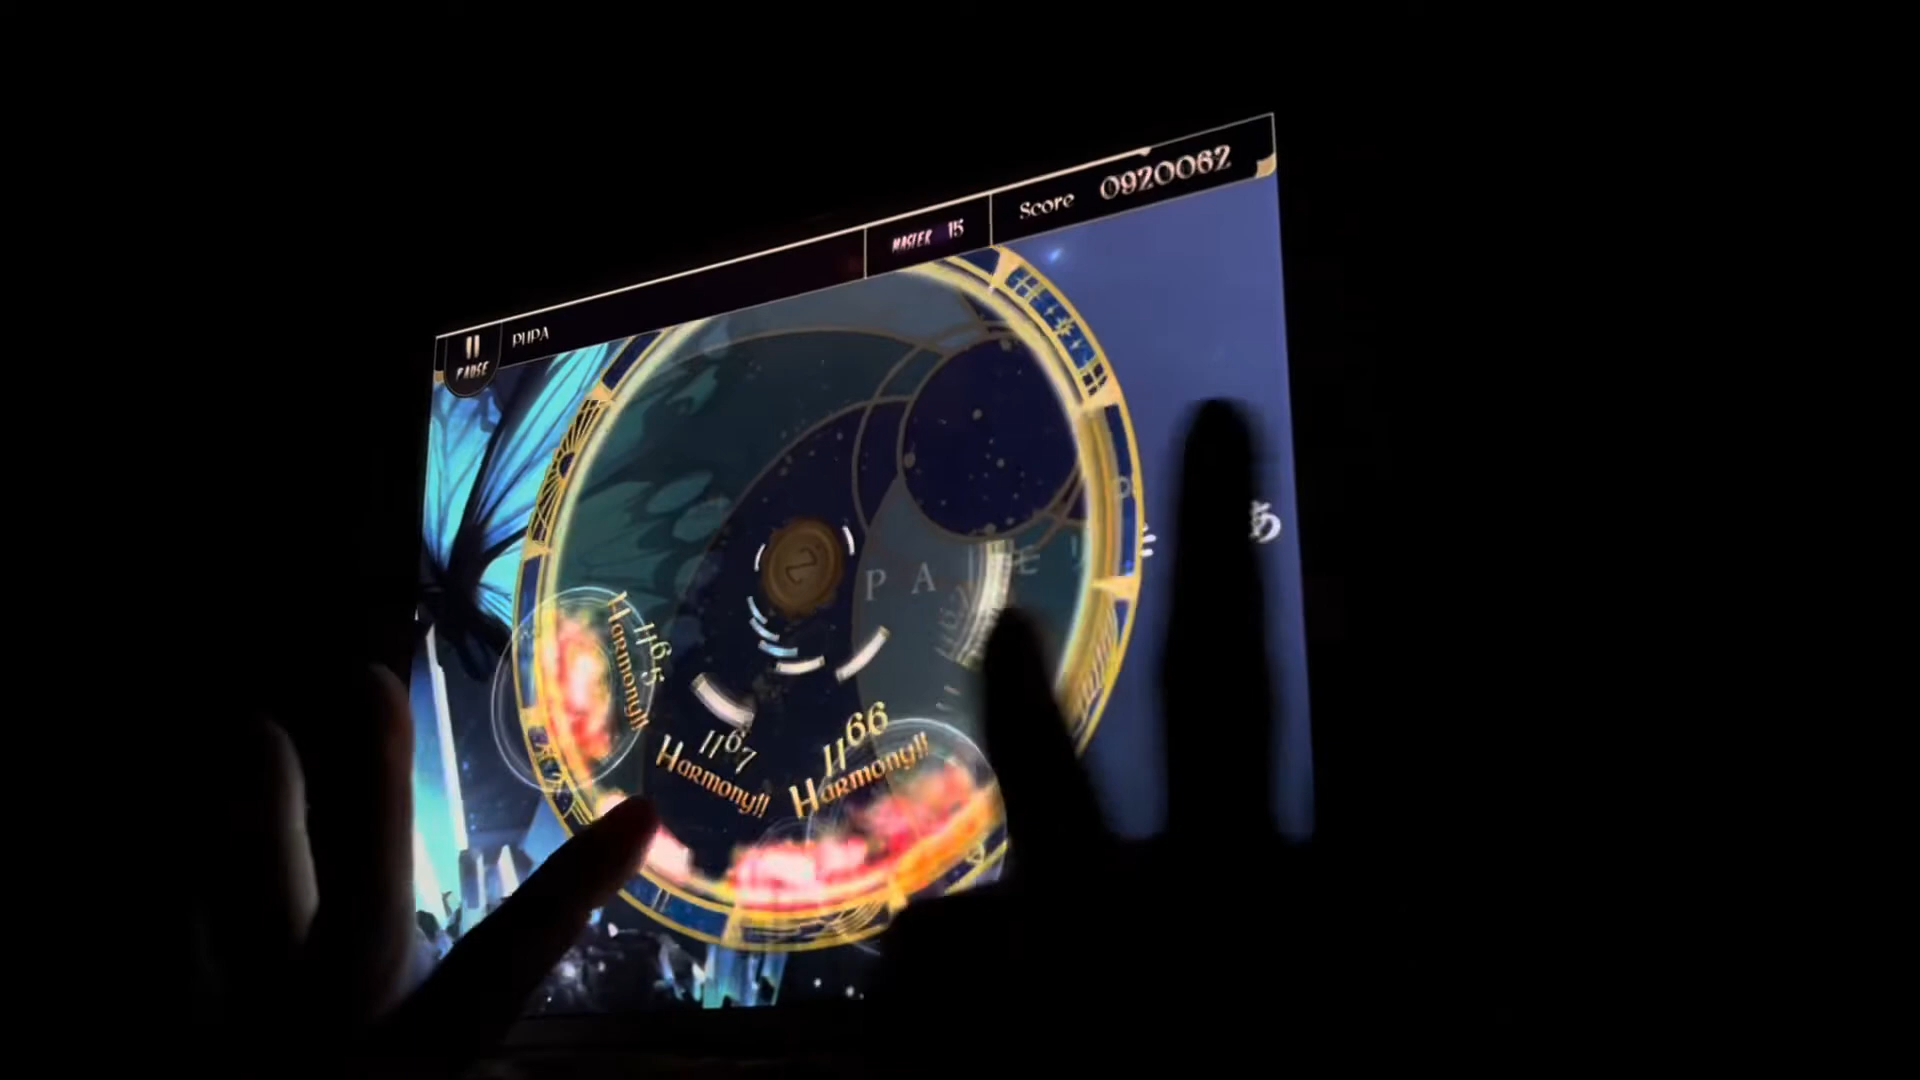 PAUSE
PUPA
MASTER 15
Score 0920062
P A
1165
Harmony!!
1167
Harmony!!
1166
Harmony!!
あ